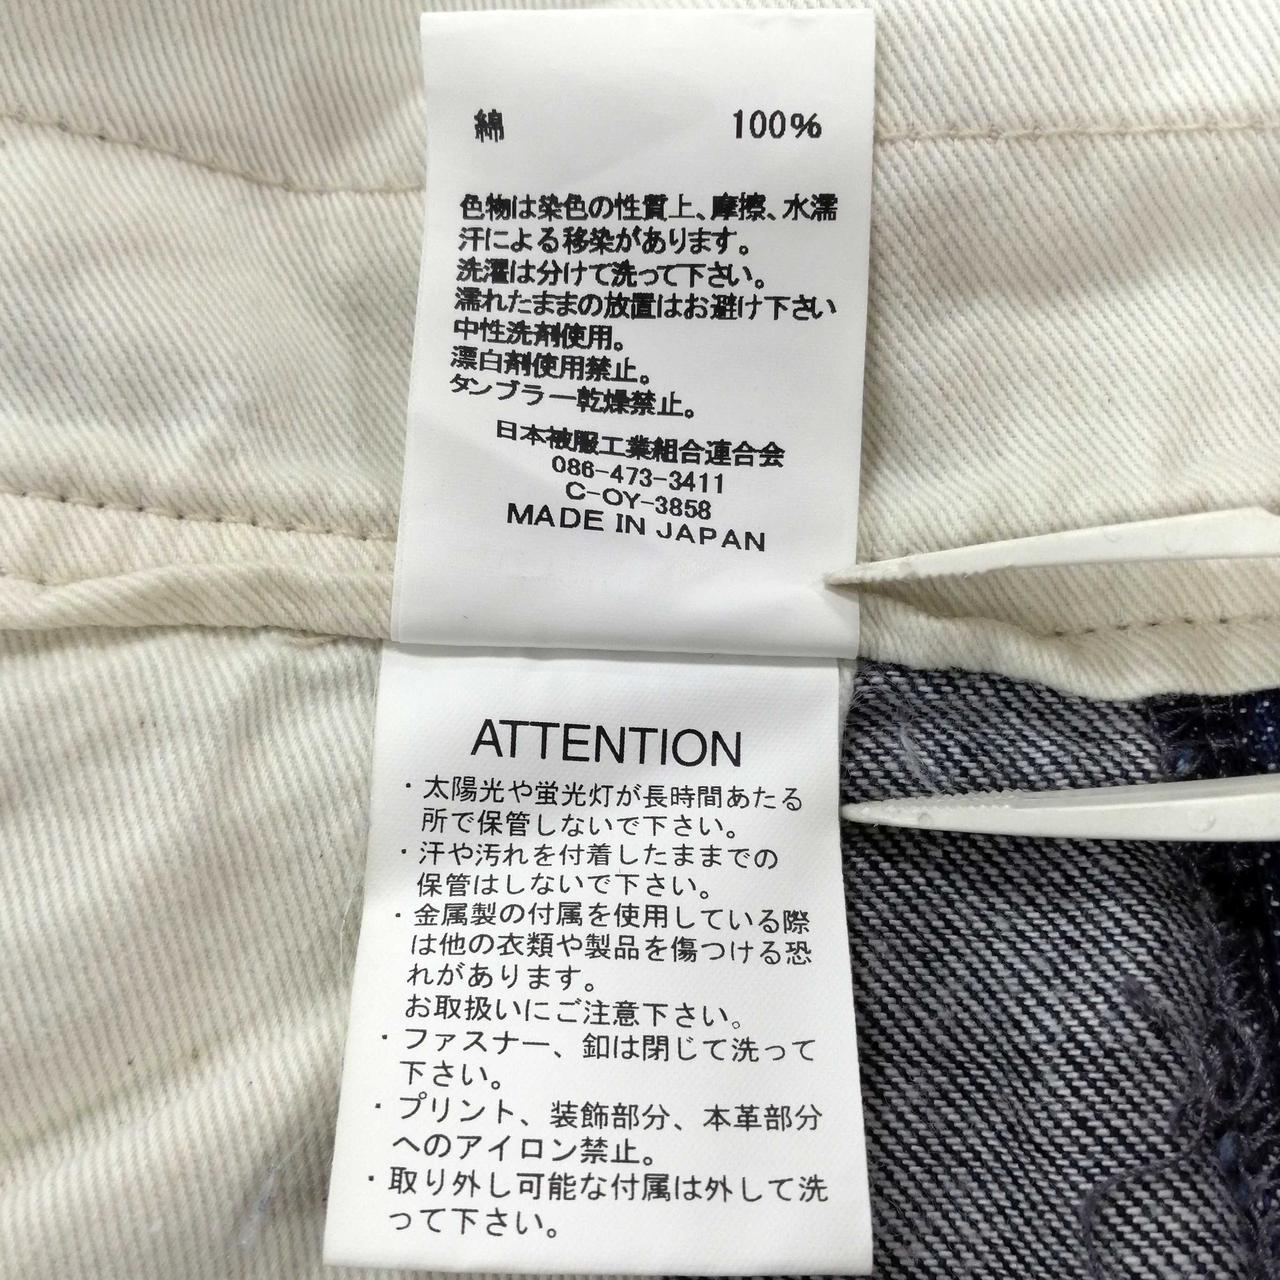 綿 100%
色物は染色の性質上、摩擦、水濡
汗による移染があります。
洗濯は分けて洗って下さい。
濡れたままの放置はお避け下さい
中性洗剤使用。
漂白剤使用禁止。
タンブラー乾燥禁止。
日本被服工業組合連合会
086-473-3411
C-OY-3858
MADE IN JAPAN
ATTENTION
・太陽光や蛍光灯が長時間あたる
所で保管しないで下さい。
・汗や汚れを付着したままでの
保管はしないで下さい。
・金属製の付属を使用している際
は他の衣類や製品を傷つける恐
れがあります。
お取扱いにご注意下さい。
・ファスナー、釦は閉じて洗って
下さい。
・プリント、装飾部分、本革部分
へのアイロン禁止。
・取り外し可能な付属は外して洗
って下さい。